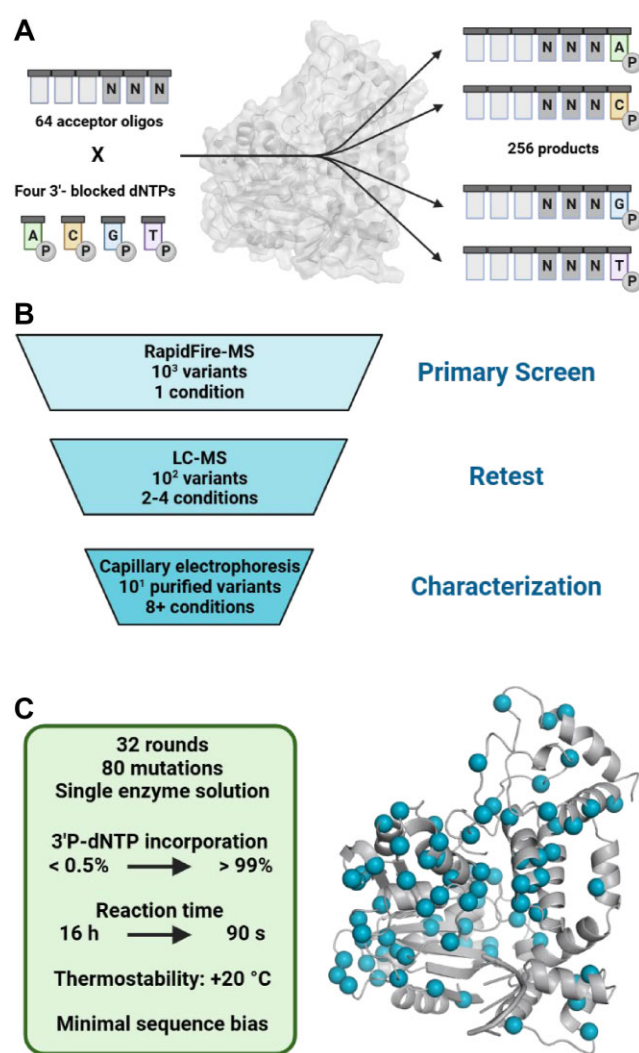 A
N N N
64 acceptor oligos
X
Four 3'- blocked dNTPs
A C G T
P P P P
N N N A
P
N N N C
P
256 products
N N N G
P
N N N T
P
B
RapidFire-MS
10³ variants
1 condition
Primary Screen
LC-MS
10² variants
2-4 conditions
Retest
Capillary electrophoresis
10¹ purified variants
8+ conditions
Characterization
C
32 rounds
80 mutations
Single enzyme solution
3'P-dNTP incorporation
< 0.5% > 99%
Reaction time
16 h 90 s
Thermostability: +20 °C
Minimal sequence bias